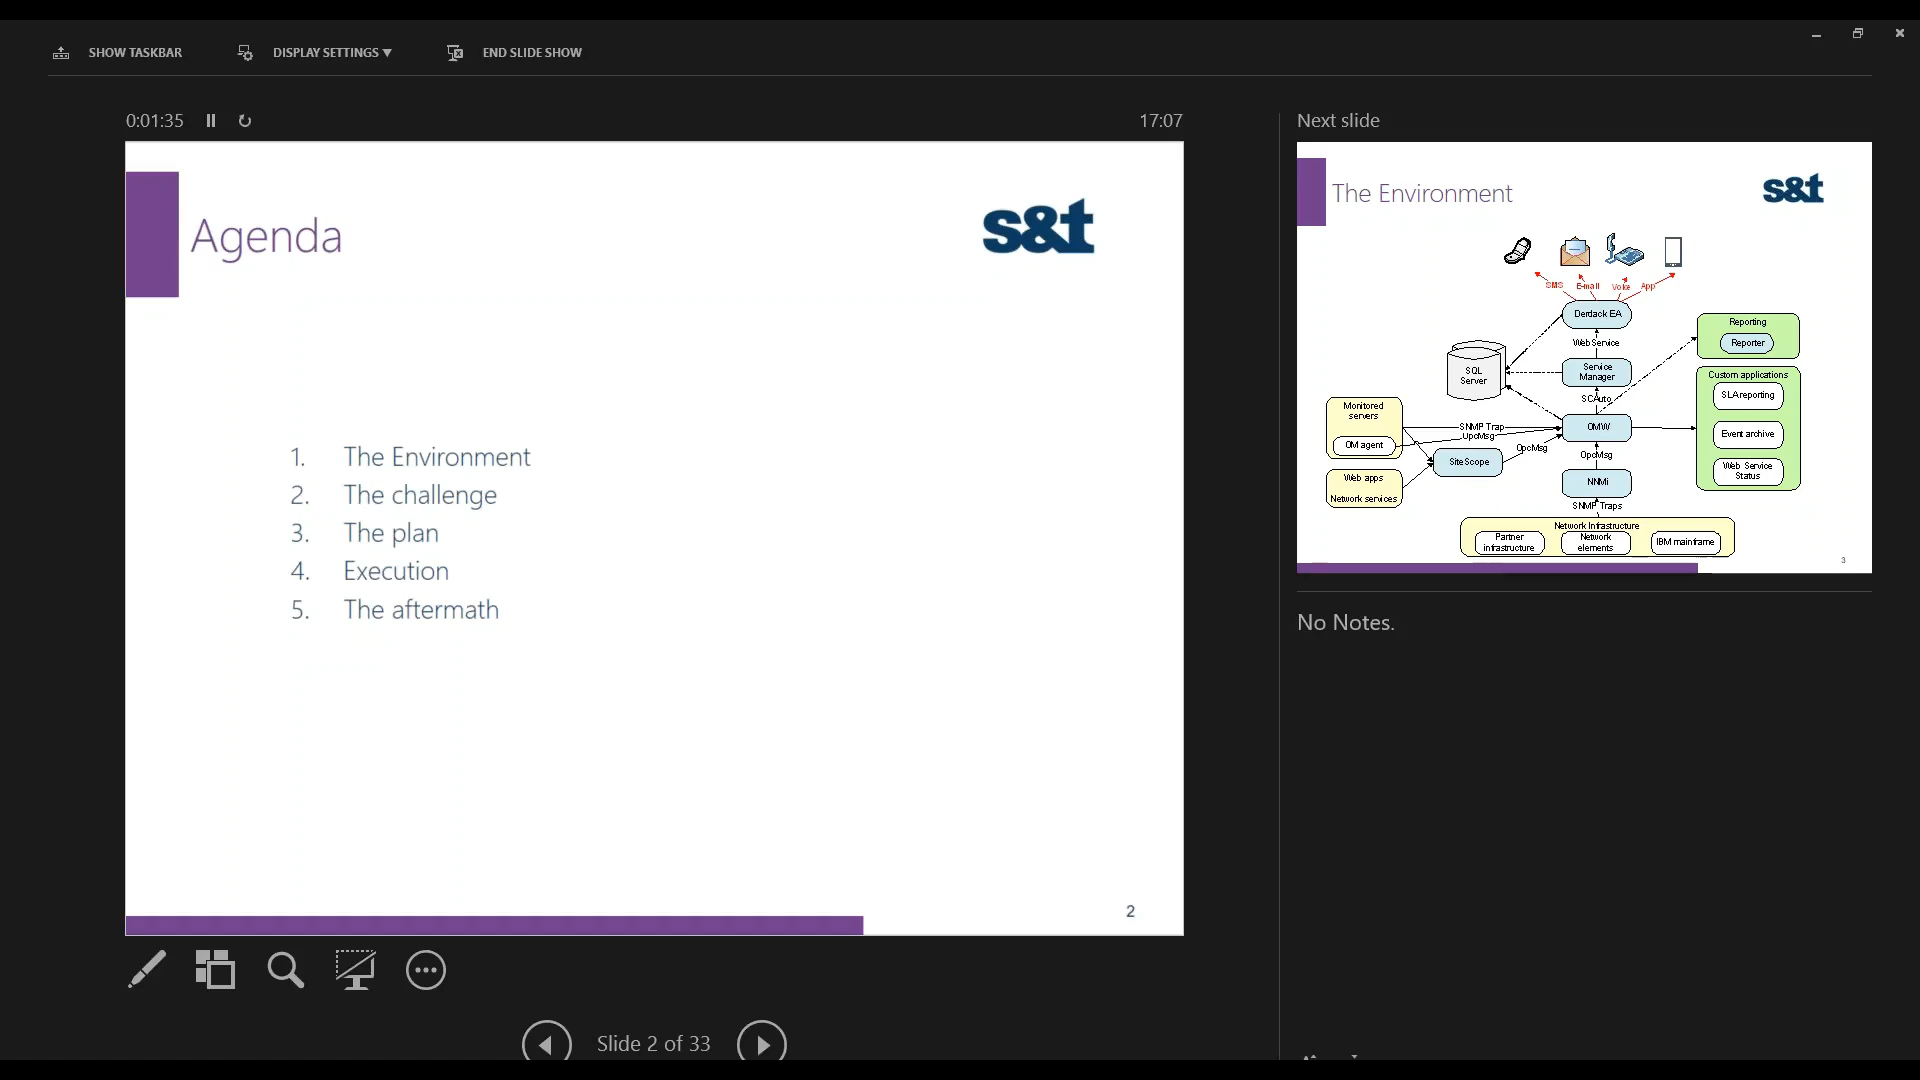 SHOW TASKBAR
DISPLAY SETTINGS ▼
END SLIDE SHOW
0:01:35
17:07
Agenda
s&t
1. The Environment
2. The challenge
3. The plan
4. Execution
5. The aftermath
2
Slide 2 of 33
Next slide
The Environment
s&t
SMS E-mail Voice App
Derdack EA
Web Service
Service
Manager
SCAuto
SQL
Server
Reporting
Reporter
Custom applications
SLA reporting
Event archive
Web Service
Status
Monitored
servers
OM agent
SNMP Trap
OpcMsg
OMW
OpcMsg
OpcMsg
SiteScope
Web apps
Network services
NNMi
SNMP Traps
Network Infrastructure
Partner
infrastructure
Network
elements
IBM mainframe
3
No Notes.